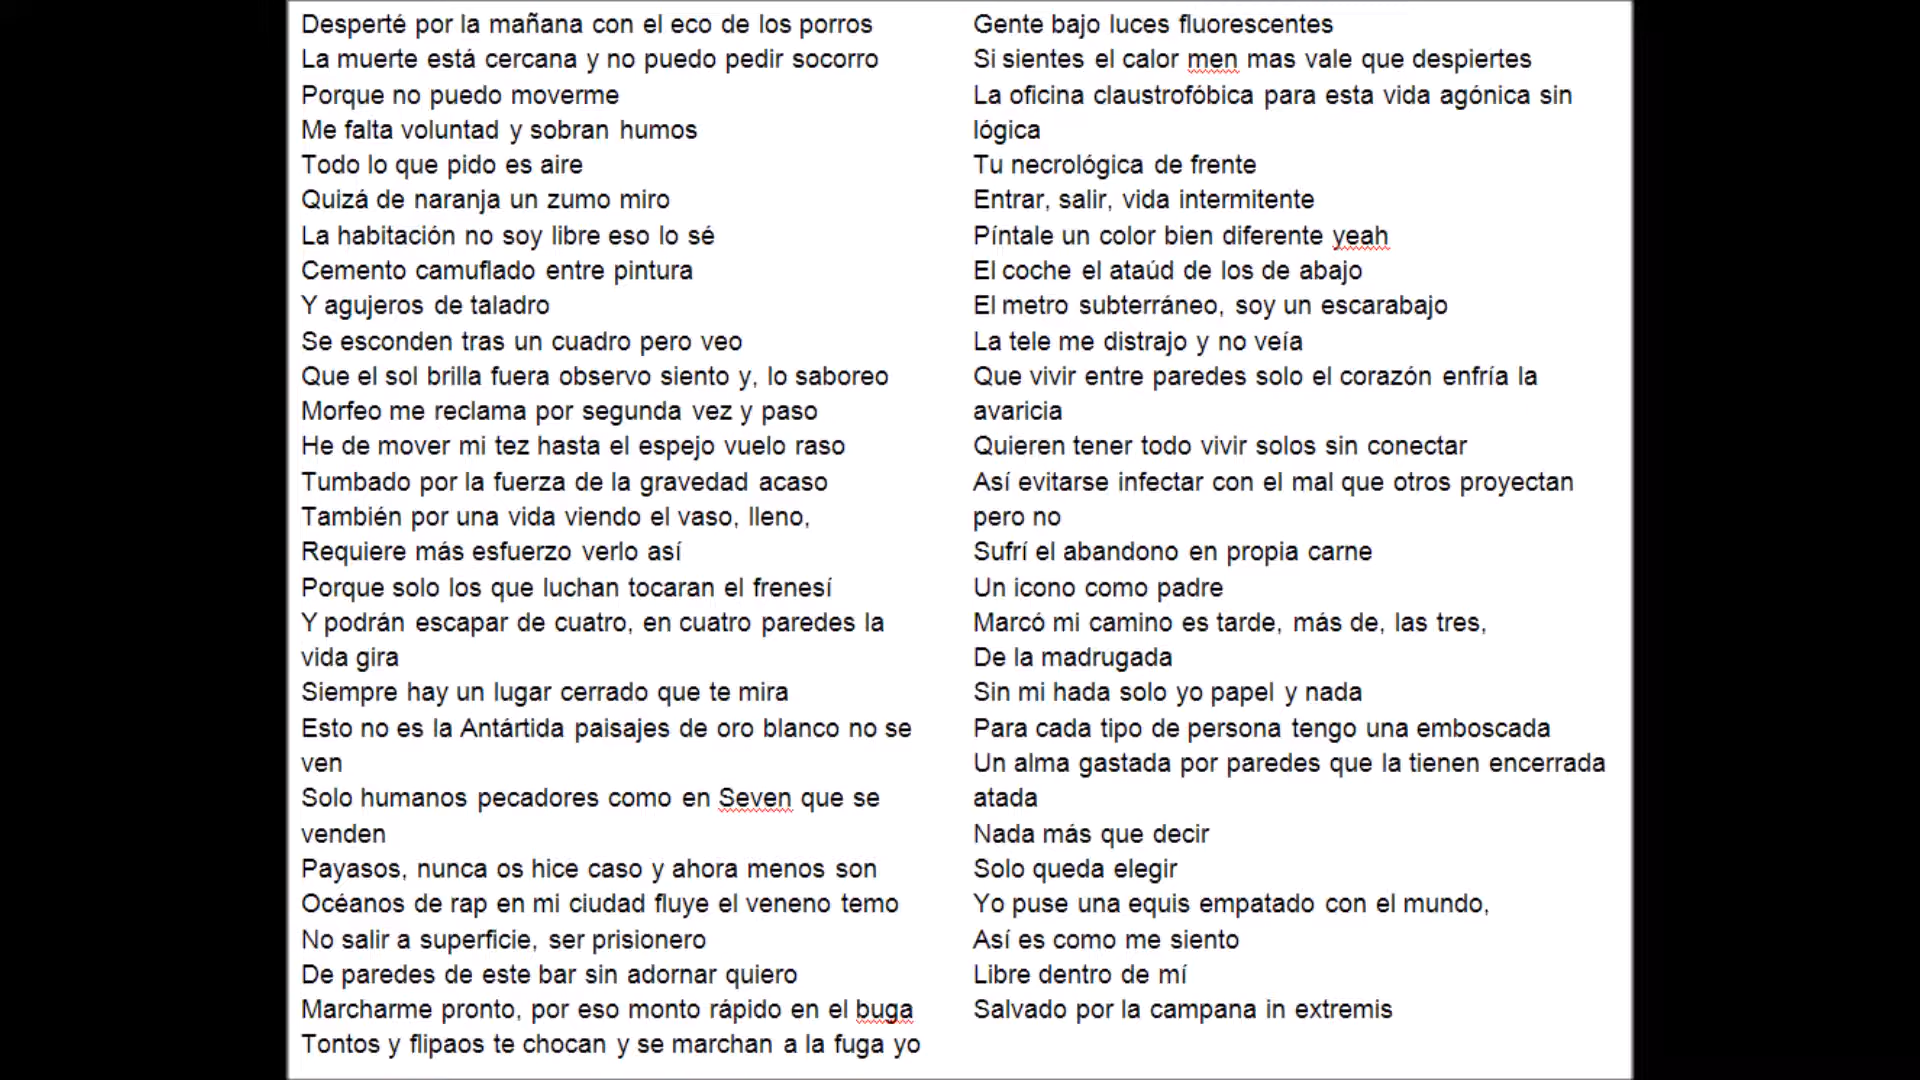 Desperté por la mañana con el eco de los porros
La muerte está cercana y no puedo pedir socorro
Porque no puedo moverme
Me falta voluntad y sobran humos
Todo lo que pido es aire
Quizá de naranja un zumo miro
La habitación no soy libre eso lo sé
Cemento camuflado entre pintura
Y agujeros de taladro
Se esconden tras un cuadro pero veo
Que el sol brilla fuera observo siento y, lo saboreo
Morfeo me reclama por segunda vez y paso
He de mover mi tez hasta el espejo vuelo raso
Tumbado por la fuerza de la gravedad acaso
También por una vida viendo el vaso, lleno,
Requiere más esfuerzo verlo así
Porque solo los que luchan tocaran el frenesí
Y podrán escapar de cuatro, en cuatro paredes la
vida gira
Siempre hay un lugar cerrado que te mira
Esto no es la Antártida paisajes de oro blanco no se
ven
Solo humanos pecadores como en Seven que se
venden
Payasos, nunca os hice caso y ahora menos son
Océanos de rap en mi ciudad fluye el veneno temo
No salir a superficie, ser prisionero
De paredes de este bar sin adornar quiero
Marcharme pronto, por eso monto rápido en el buga
Tontos y flipaos te chocan y se marchan a la fuga yo
Gente bajo luces fluorescentes
Si sientes el calor men mas vale que despiertes
La oficina claustrofóbica para esta vida agónica sin
lógica
Tu necrológica de frente
Entrar, salir, vida intermitente
Píntale un color bien diferente yeah
El coche el ataúd de los de abajo
El metro subterráneo, soy un escarabajo
La tele me distrajo y no veía
Que vivir entre paredes solo el corazón enfría la
avaricia
Quieren tener todo vivir solos sin conectar
Así evitarse infectar con el mal que otros proyectan
pero no
Sufrí el abandono en propia carne
Un icono como padre
Marcó mi camino es tarde, más de, las tres,
De la madrugada
Sin mi hada solo yo papel y nada
Para cada tipo de persona tengo una emboscada
Un alma gastada por paredes que la tienen encerrada
atada
Nada más que decir
Solo queda elegir
Yo puse una equis empatado con el mundo,
Así es como me siento
Libre dentro de mí
Salvado por la campana in extremis